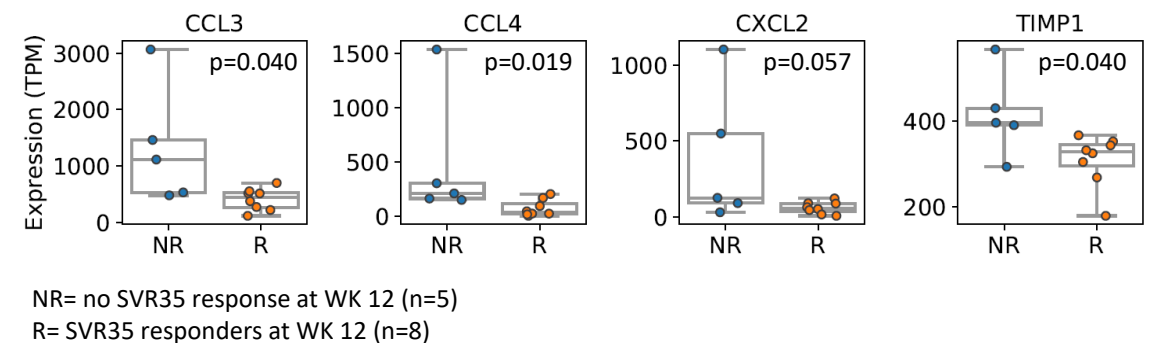 CCL3 CCL4 CXCL2 TIMP1
Expression (TPM)
3000
2000
1000
0
p=0.040
NR R
1500
1000
500
0
p=0.019
NR R
1000
500
0
p=0.057
NR R
400
200
p=0.040
NR R
NR= no SVR35 response at WK 12 (n=5)
R= SVR35 responders at WK 12 (n=8)